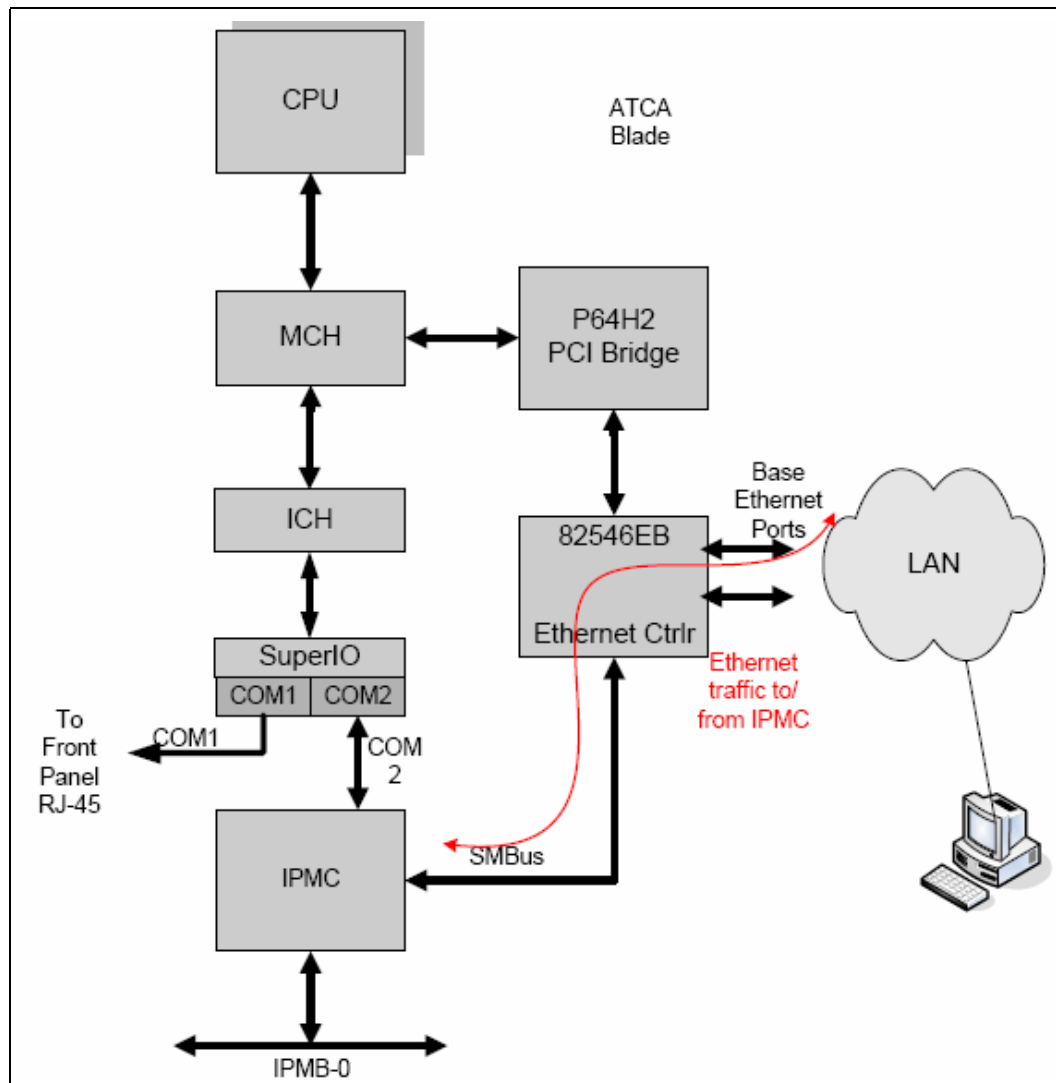 CPU
ATCA
Blade
MCH
P64H2
PCI Bridge
ICH
Base
Ethernet
Ports
82546EB
Ethernet Ctrlr
LAN
SuperIO
COM1
COM2
Ethernet
traffic to/
from IPMC
To
Front
Panel
RJ-45
COM1
COM
2
SMBus
IPMC
IPMB-0